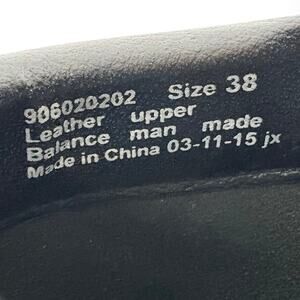 906020202 Size 38
Leather upper
Balance man made
Made in China 03-11-15 jx